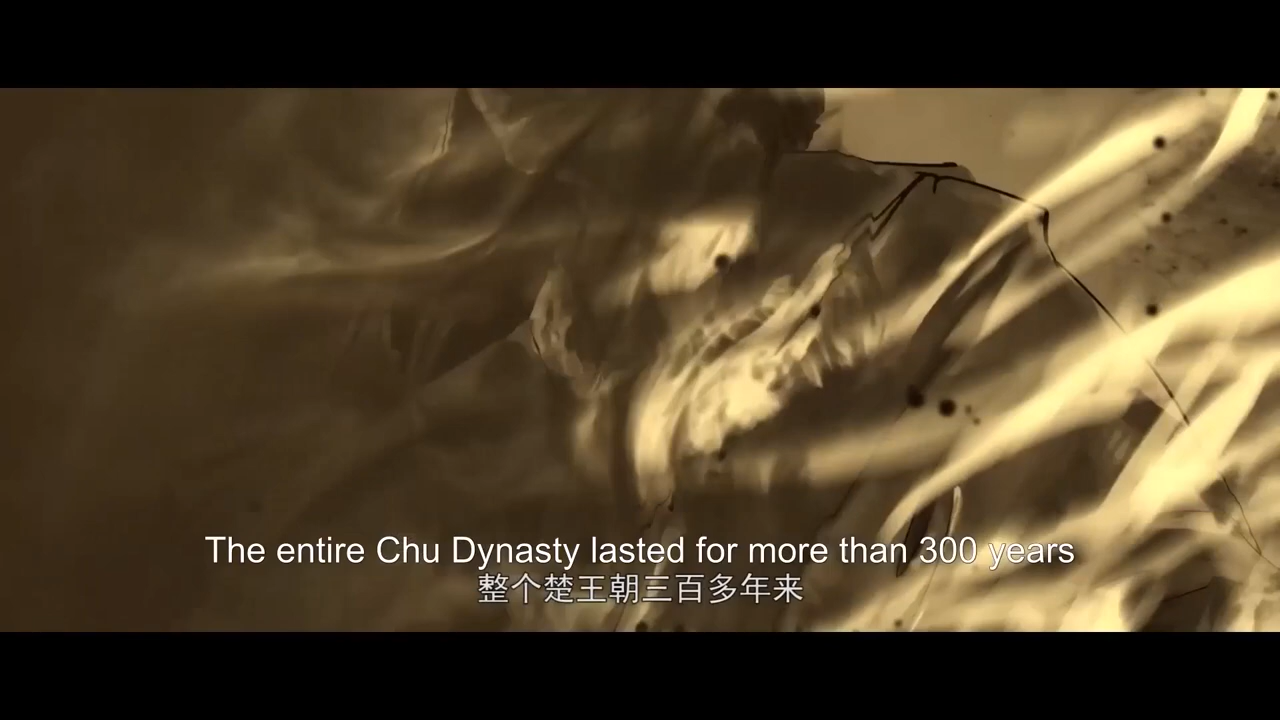 The entire Chu Dynasty lasted for more than 300 years
整个楚王朝三百多年来